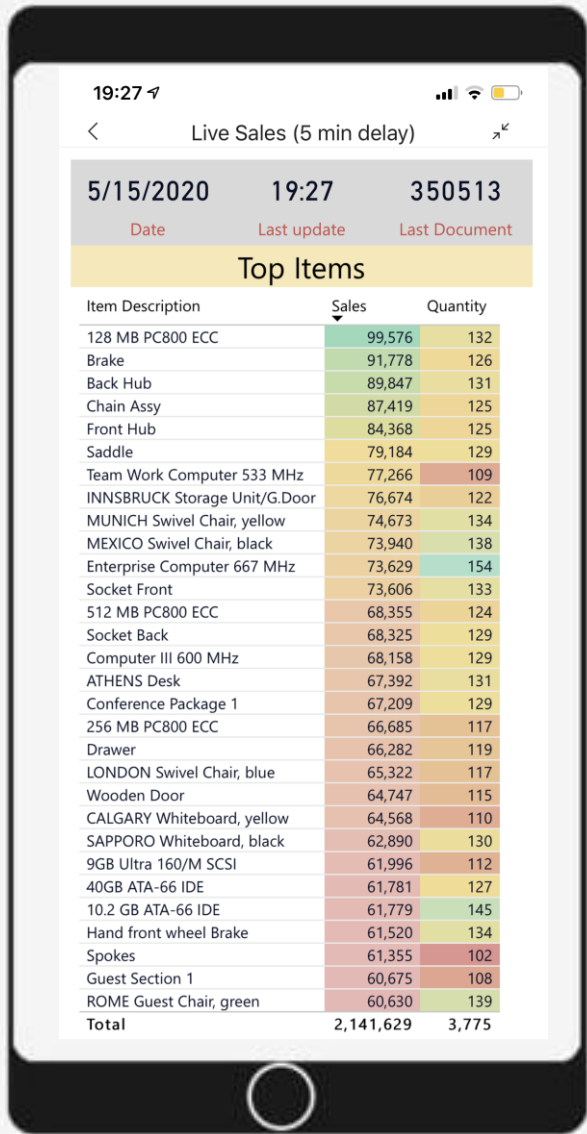 19:27
Live Sales (5 min delay)
5/15/2020 19:27 350513
Date Last update Last Document
Top Items
Item Description Sales Quantity
128 MB PC800 ECC 99,576 132
Brake 91,778 126
Back Hub 89,847 131
Chain Assy 87,419 125
Front Hub 84,368 125
Saddle 79,184 129
Team Work Computer 533 MHz 77,266 109
INNSBRUCK Storage Unit/G.Door 76,674 122
MUNICH Swivel Chair, yellow 74,673 134
MEXICO Swivel Chair, black 73,940 138
Enterprise Computer 667 MHz 73,629 154
Socket Front 73,606 133
512 MB PC800 ECC 68,355 124
Socket Back 68,325 129
Computer III 600 MHz 68,158 129
ATHENS Desk 67,392 131
Conference Package 1 67,209 129
256 MB PC800 ECC 66,685 117
Drawer 66,282 119
LONDON Swivel Chair, blue 65,322 117
Wooden Door 64,747 115
CALGARY Whiteboard, yellow 64,568 110
SAPPORO Whiteboard, black 62,890 130
9GB Ultra 160/M SCSI 61,996 112
40GB ATA-66 IDE 61,781 127
10.2 GB ATA-66 IDE 61,779 145
Hand front wheel Brake 61,520 134
Spokes 61,355 102
Guest Section 1 60,675 108
ROME Guest Chair, green 60,630 139
Total 2,141,629 3,775